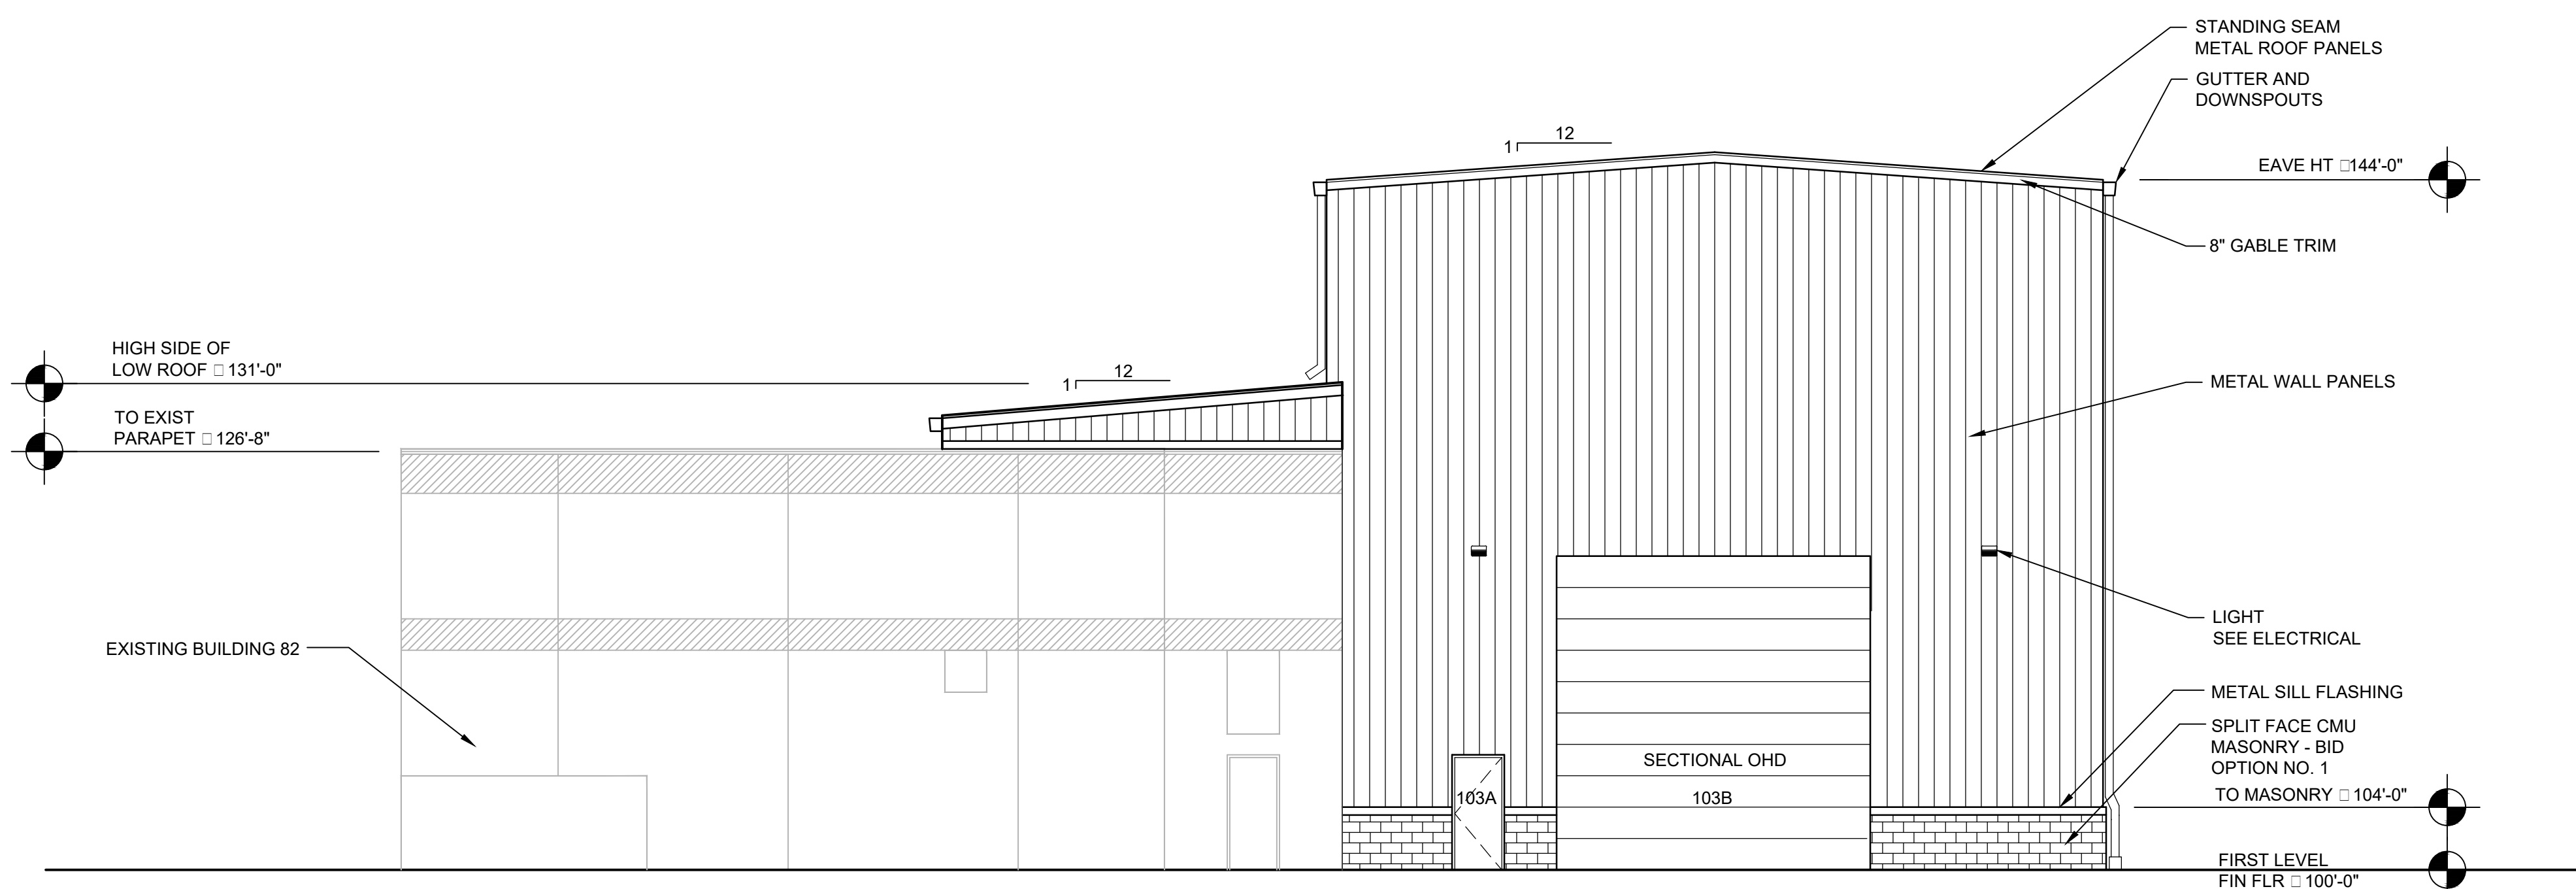 STANDING SEAM
METAL ROOF PANELS
GUTTER AND
DOWNSPOUTS
12
1
EAVE HT □144'-0"
8" GABLE TRIM
HIGH SIDE OF
LOW ROOF □ 131'-0"
12
1
METAL WALL PANELS
TO EXIST
PARAPET □ 126'-8"
LIGHT
SEE ELECTRICAL
EXISTING BUILDING 82
METAL SILL FLASHING
SPLIT FACE CMU
MASONRY - BID
OPTION NO. 1
SECTIONAL OHD
103A
103B
TO MASONRY □ 104'-0"
FIRST LEVEL
FIN FLR □ 100'-0"